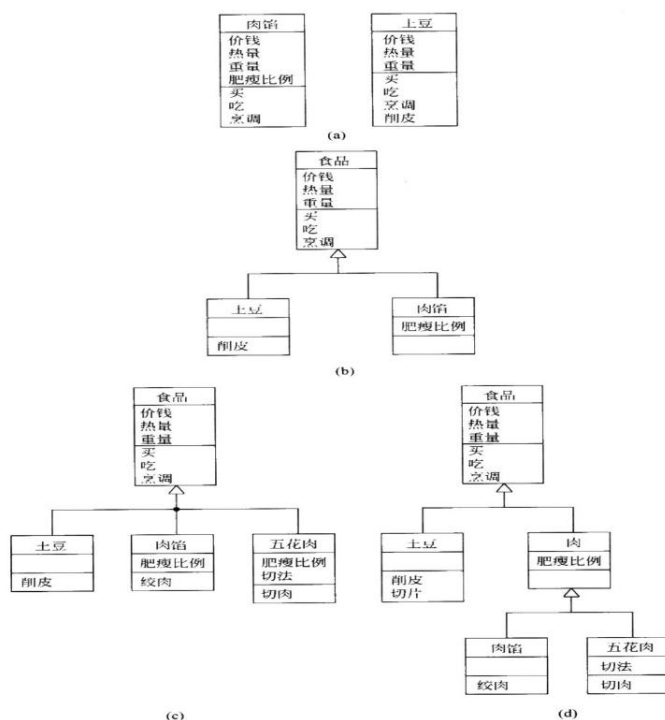 肉馅
价钱
热量
重量
肥瘦比例
买
吃
烹调
土豆
价钱
热量
重量
买
吃
烹调
削皮
(a)
食品
价钱
热量
重量
买
吃
烹调
土豆
削皮
肉馅
肥瘦比例
(b)
食品
价钱
热量
重量
买
吃
烹调
土豆
削皮
肉馅
肥瘦比例
绞肉
五花肉
肥瘦比例
切法
切肉
(c)
食品
价钱
热量
重量
买
吃
烹调
土豆
削皮
切片
肉
肥瘦比例
肉馅
绞肉
五花肉
切法
切肉
(d)